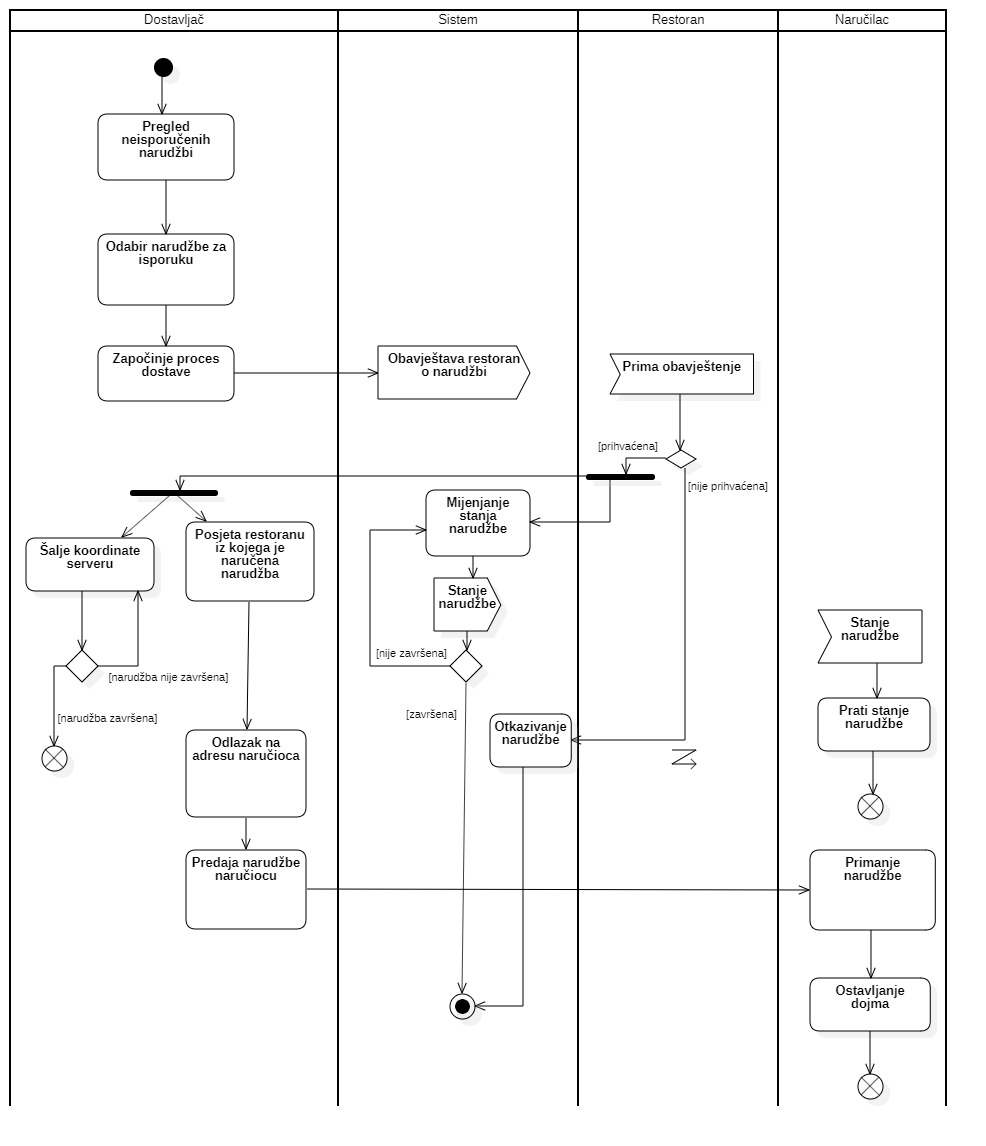 Dostavljač
Sistem
Restoran
Naručilac
Pregled
neisporučenih
narudžbi
Odabir narudžbe za
isporuku
Započinje proces
dostave
Obavještava restoran
o narudžbi
Prima obavještenje
[prihvaćena]
[nije prihvaćena]
Mijenjanje
stanja
narudžbe
Šalje koordinate
serveru
Posjeta restoranu
iz kojega je
naručena
narudžba
Stanje
narudžbe
Stanje
narudžbe
[nije završena]
[narudžba nije završena]
[narudžba završena]
[završena]
Otkazivanje
narudžbe
Prati stanje
narudžbe
Odlazak na
adresu naručioca
Predaja narudžbe
naručiocu
Primanje
narudžbe
Ostavljanje
dojma